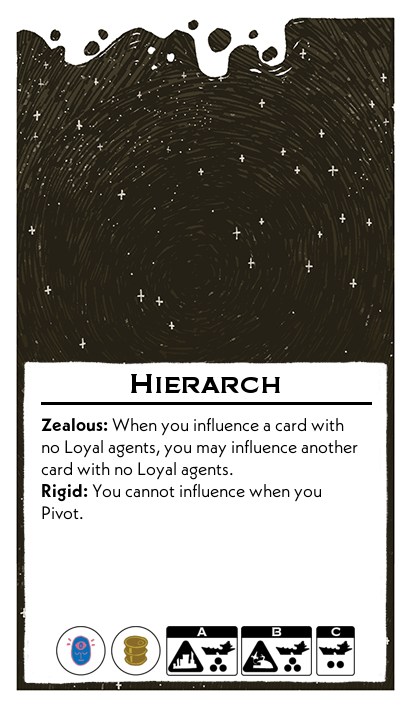 HIERARCH
Zealous: When you influence a card with
no Loyal agents, you may influence another
card with no Loyal agents.
Rigid: You cannot influence when you
Pivot.
A B C